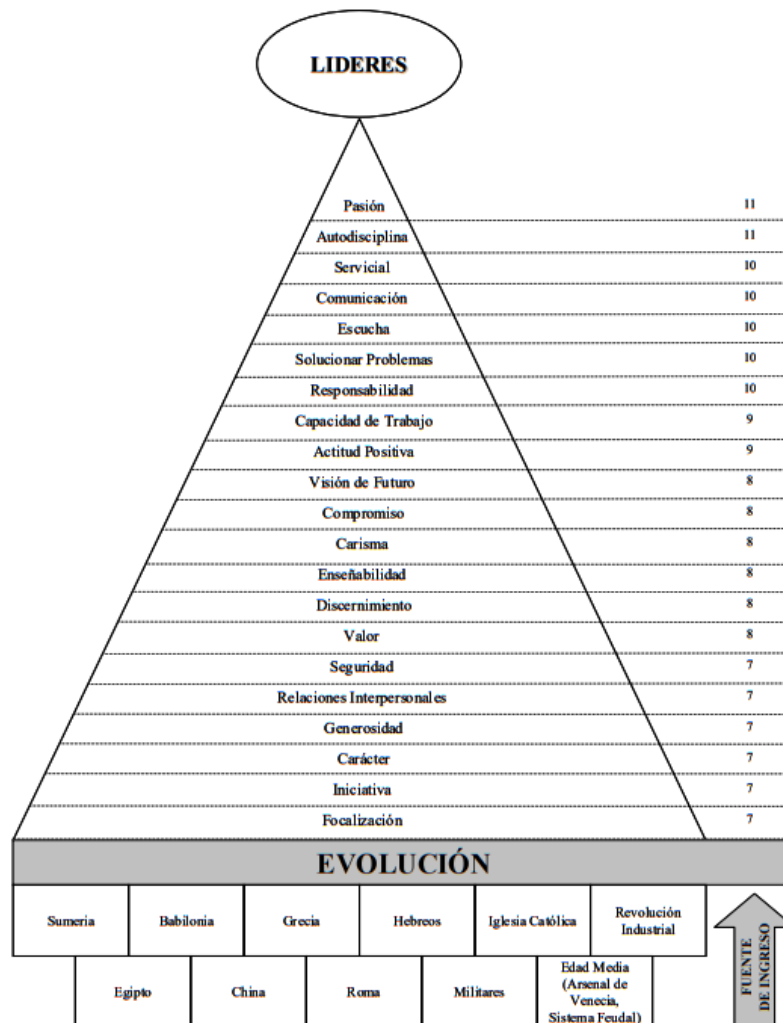 LIDERES
Pasión 11
Autodisciplina 11
Servicial 10
Comunicación 10
Escucha 10
Solucionar Problemas 10
Responsabilidad 10
Capacidad de Trabajo 9
Actitud Positiva 9
Visión de Futuro 8
Compromiso 8
Carisma 8
Enseñabilidad 8
Discernimiento 8
Valor 8
Seguridad 7
Relaciones Interpersonales 7
Generosidad 7
Carácter 7
Iniciativa 7
Focalización 7
EVOLUCIÓN
Sumeria
Babilonia
Grecia
Hebreos
Iglesia Católica
Revolución
Industrial
Egipto
China
Roma
Militares
Edad Media
(Arsenal de
Venecia,
Sistema Feudal)
FUENTE
DE INGRESO